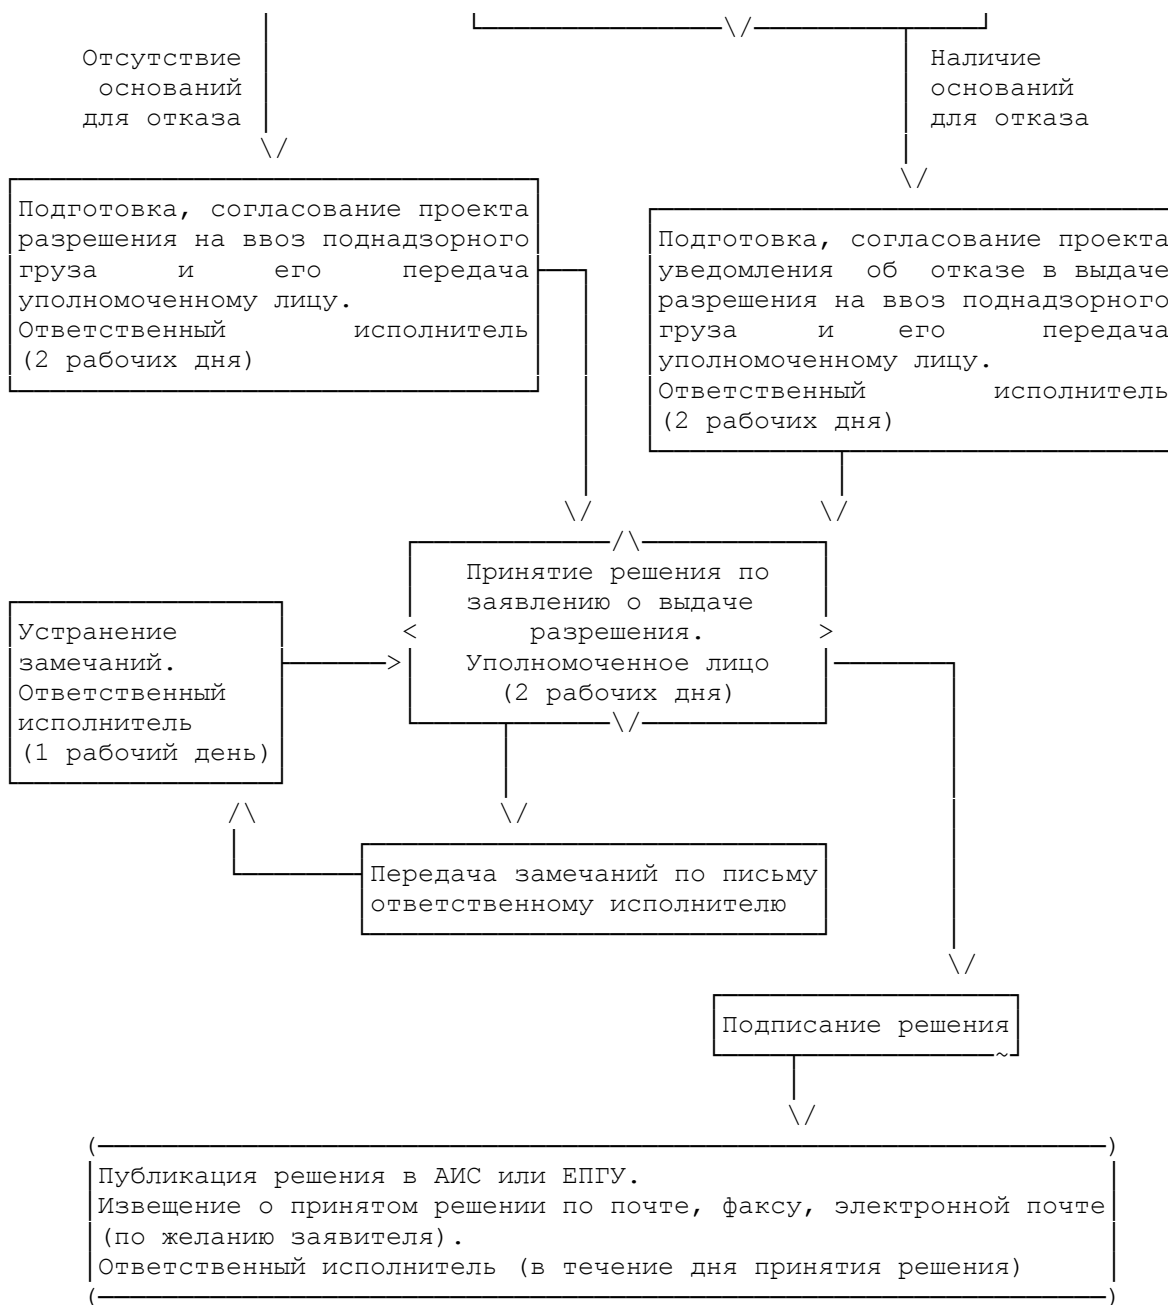 Отсутствие
оснований
для отказа
Наличие
оснований
для отказа
Подготовка, согласование проекта
разрешения на ввоз поднадзорного
груза и его передача
уполномоченному лицу.
Ответственный исполнитель
(2 рабочих дня)
Подготовка, согласование проекта
уведомления об отказе в выдаче
разрешения на ввоз поднадзорного
груза и его передача
уполномоченному лицу.
Ответственный исполнитель
(2 рабочих дня)
Принятие решения по
заявлению о выдаче
разрешения.
Уполномоченное лицо
(2 рабочих дня)
Устранение
замечаний.
Ответственный
исполнитель
(1 рабочий день)
Передача замечаний по письму
ответственному исполнителю
Подписание решения
Публикация решения в АИС или ЕПГУ.
Извещение о принятом решении по почте, факсу, электронной почте
(по желанию заявителя).
Ответственный исполнитель (в течение дня принятия решения)